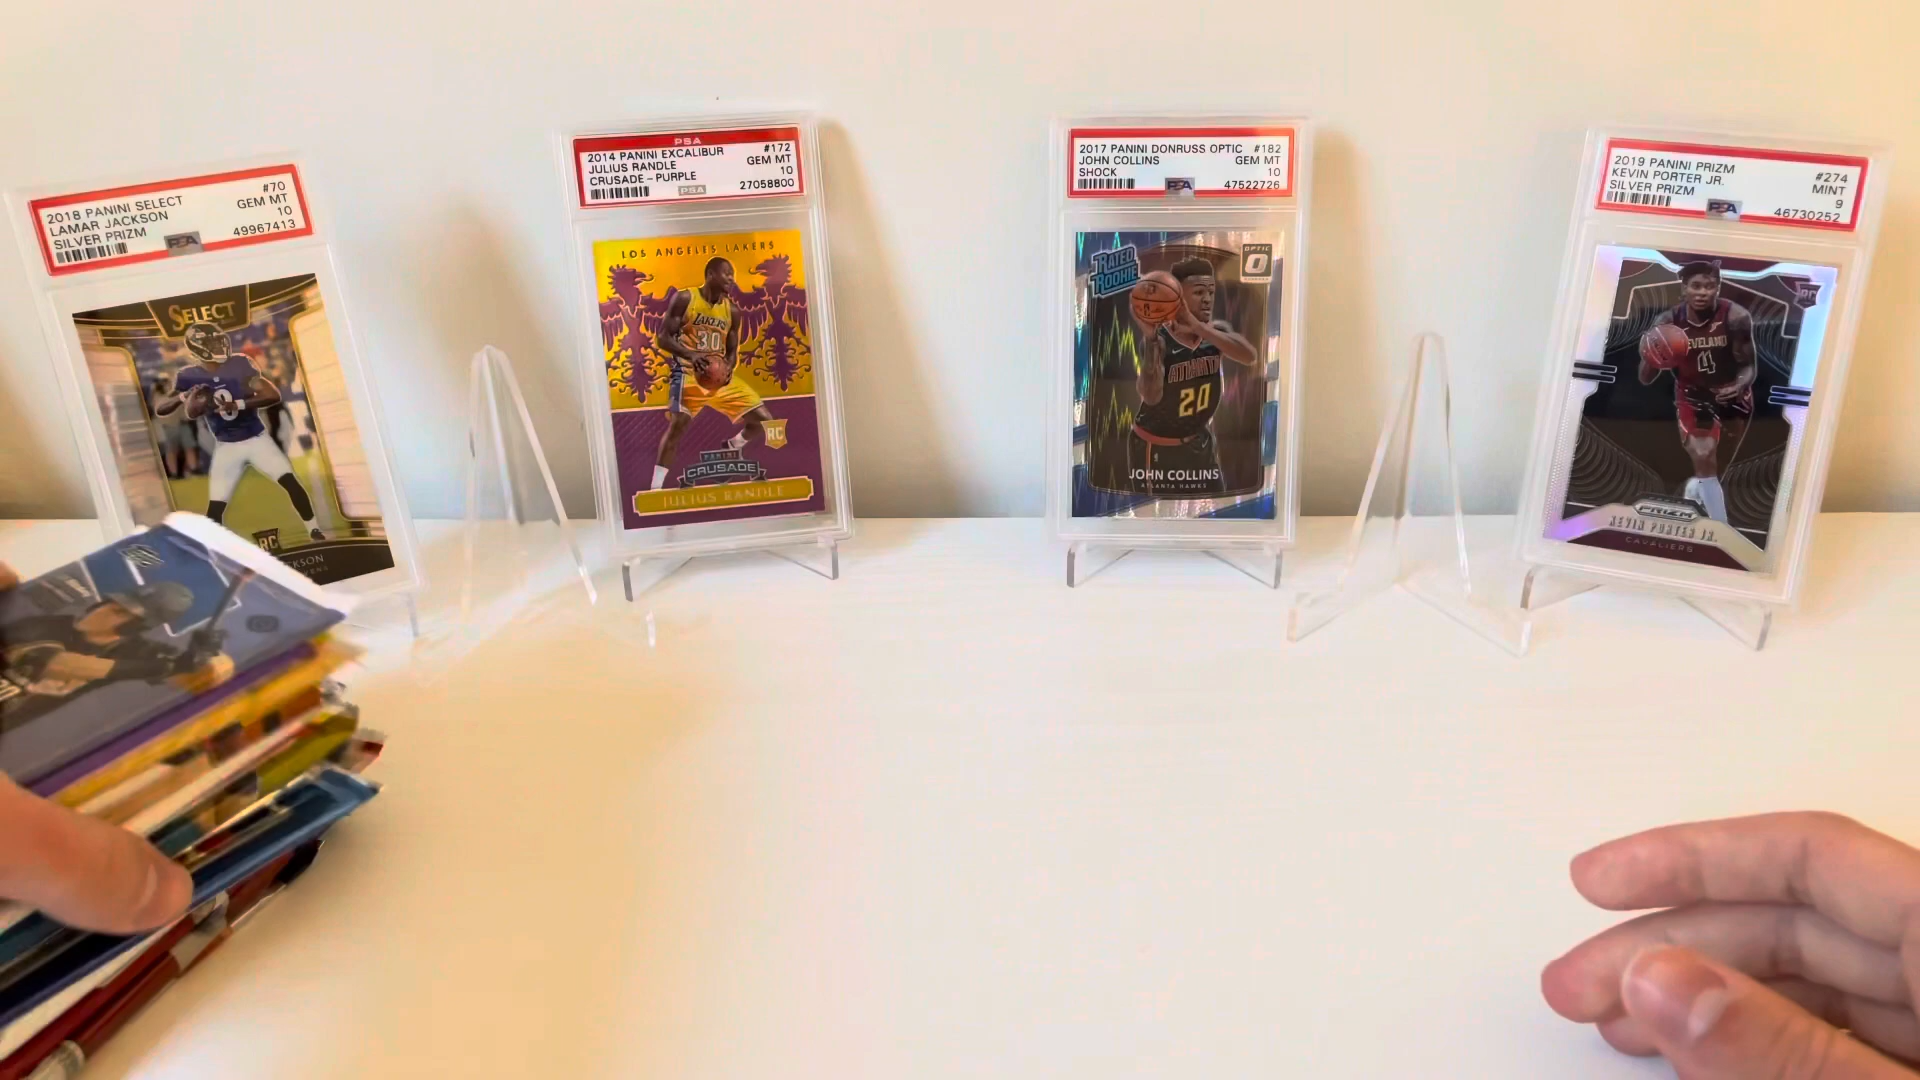 2018 PANINI SELECT #70
LAMAR JACKSON GEM MT
SILVER PRIZM 10
PSA 49967413
SELECT
8
RC
CKSON
PSA
2014 PANINI EXCALIBUR #172
JULIUS RANDLE GEM MT
CRUSADE - PURPLE 10
PSA 27058800
LOS ANGELES LAKERS
LAKERS
30
RC
PANINI
CRUSADE
JULIUS RANDLE
2017 PANINI DONRUSS OPTIC #182
JOHN COLLINS GEM MT
SHOCK 10
PSA 47522726
RATED
ROOKIE
OPTIC
O
ATLANTA
20
JOHN COLLINS
ATLANTA HAWKS
2019 PANINI PRIZM #274
KEVIN PORTER JR. MINT
SILVER PRIZM 9
PSA 46730252
RC
CLEVELAND
4
PRIZM
KEVIN PORTER JR.
CAVALIERS